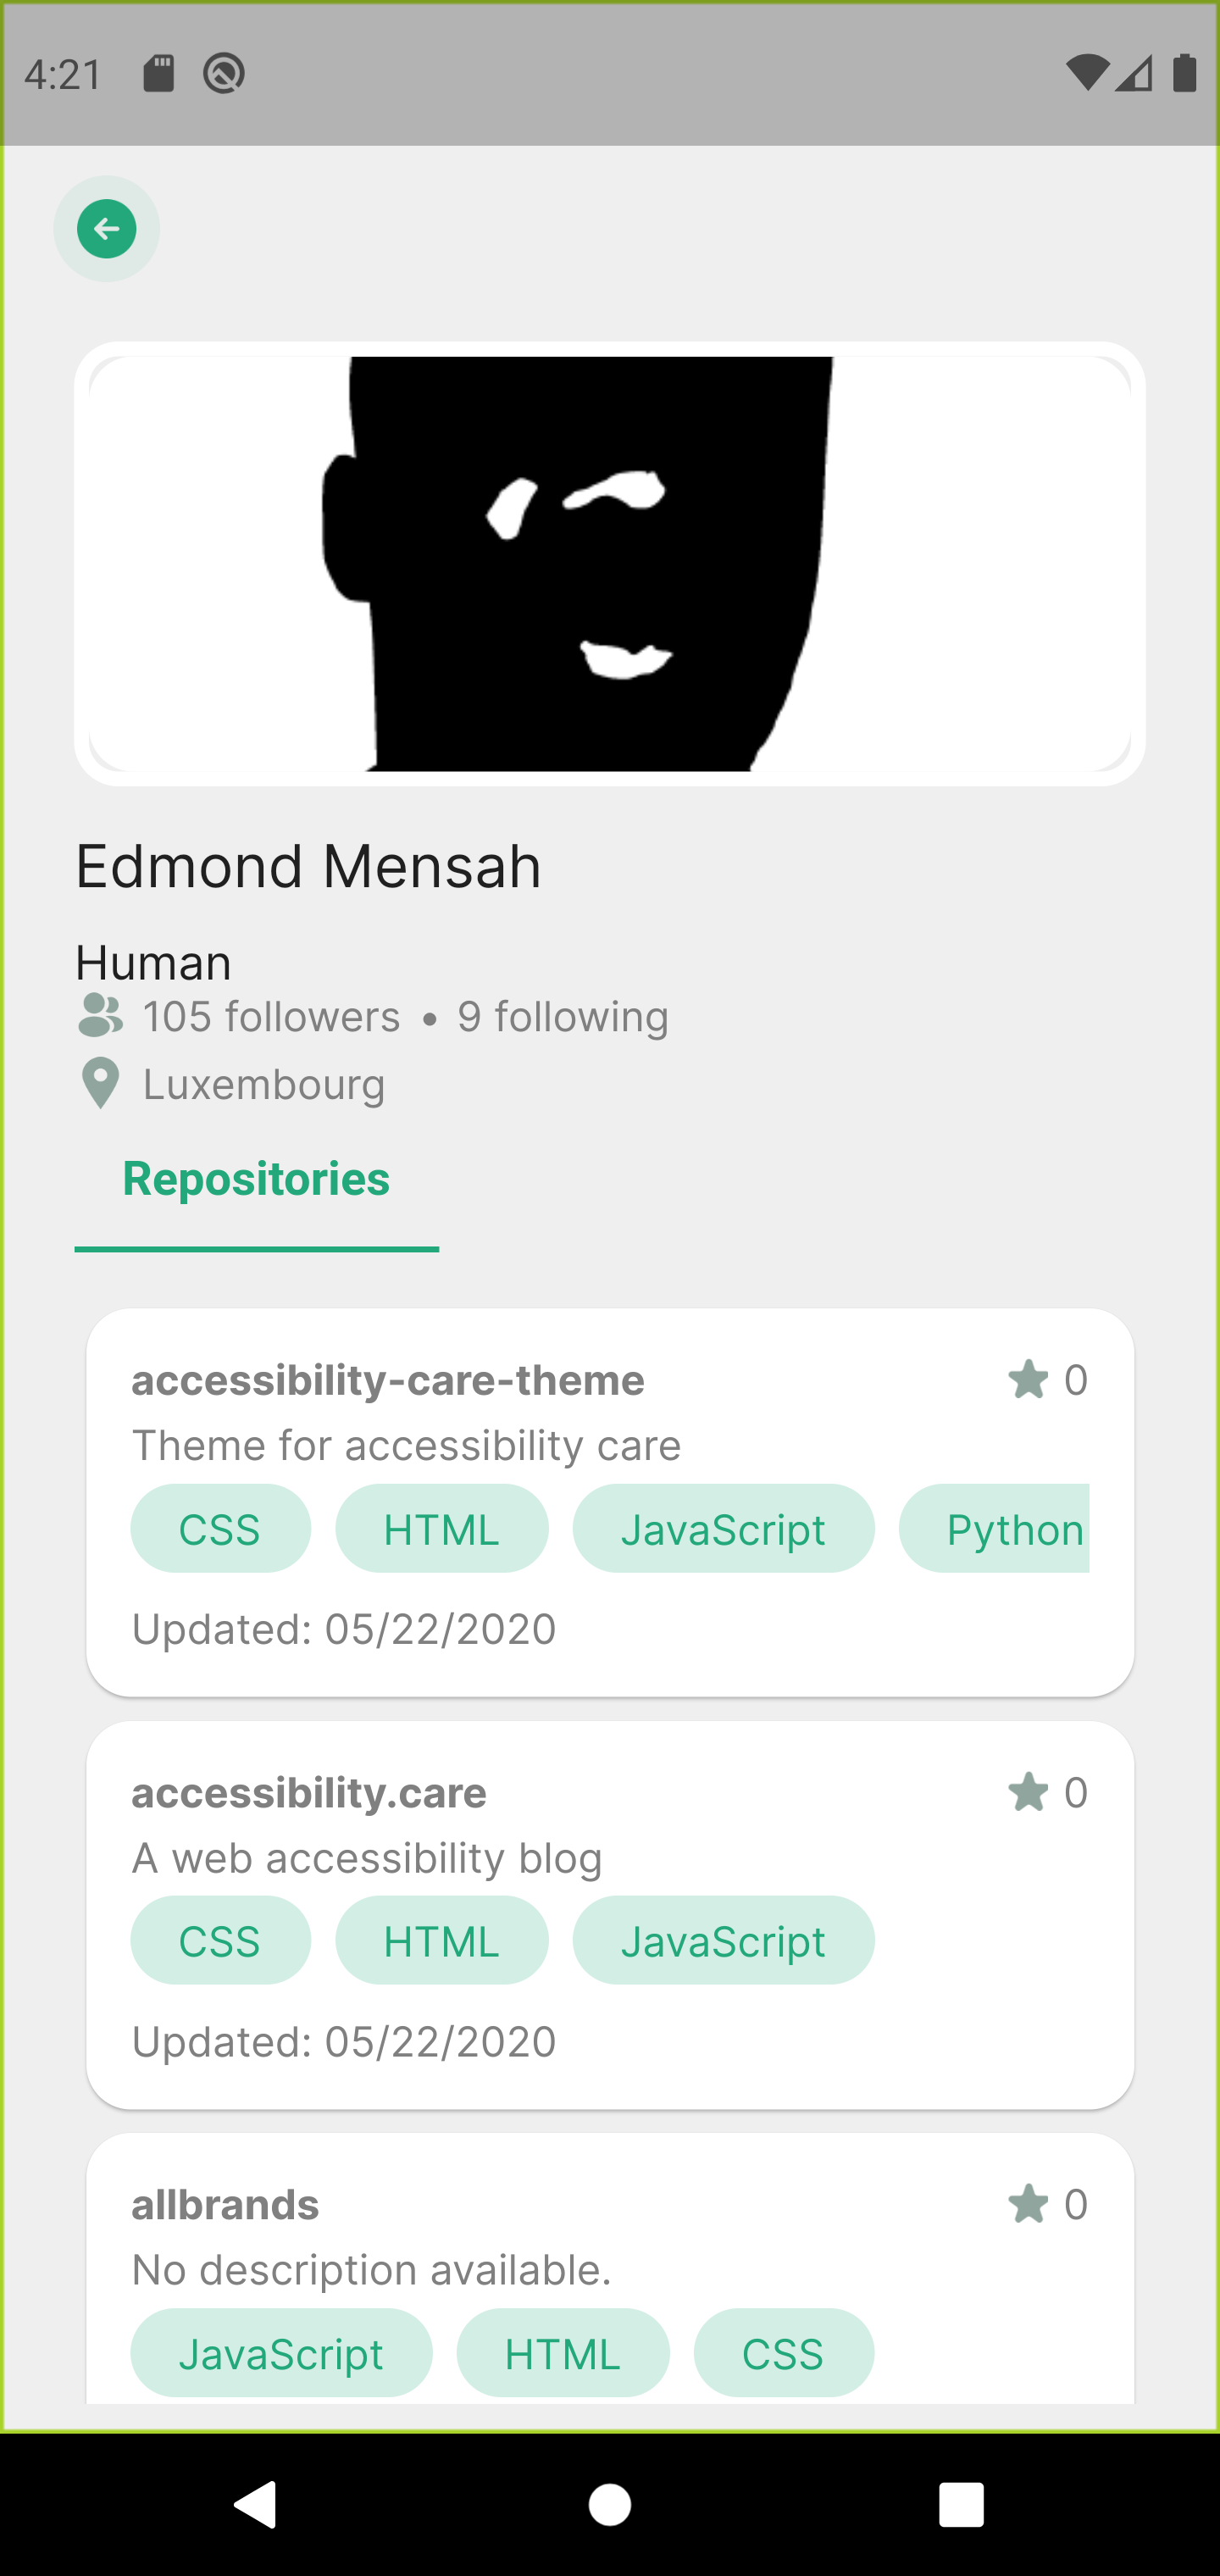 4:21
Edmond Mensah
Human
105 followers • 9 following
Luxembourg
Repositories
accessibility-care-theme 0
Theme for accessibility care
CSS HTML JavaScript Python
Updated: 05/22/2020
accessibility.care 0
A web accessibility blog
CSS HTML JavaScript
Updated: 05/22/2020
allbrands 0
No description available.
JavaScript HTML CSS